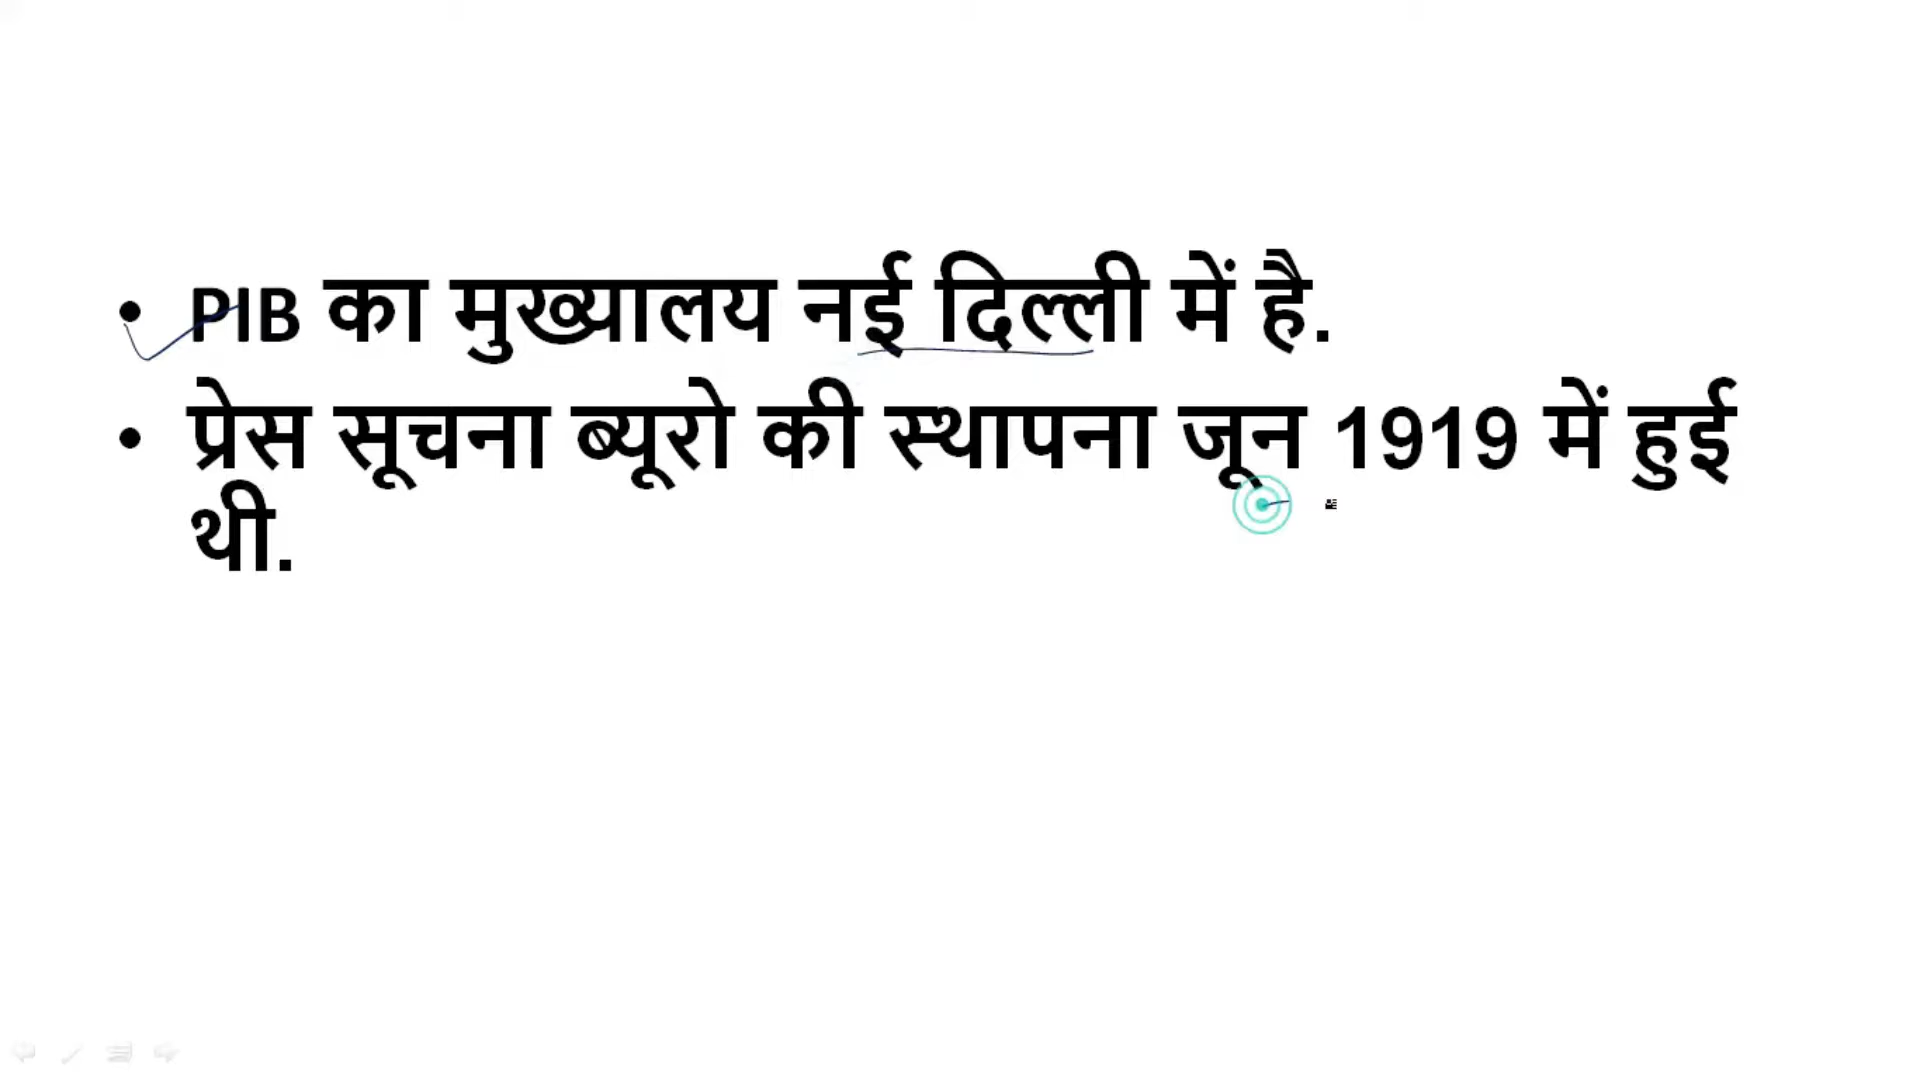 • PIB का मुख्यालय नई दिल्ली में है.
• प्रेस सूचना ब्यूरो की स्थापना जून 1919 में हुई
थी.